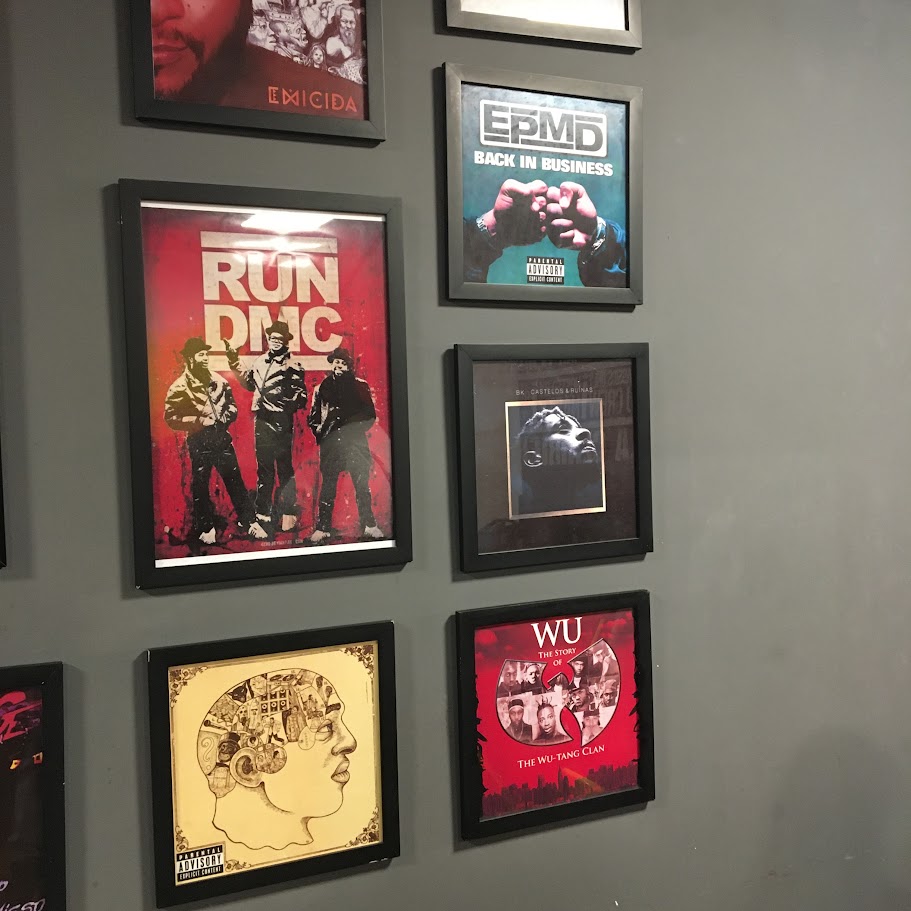 EMICIDA
EPMD
BACK IN BUSINESS
PARENTAL
ADVISORY
EXPLICIT CONTENT
RUN
DMC
BK CASTELOS & RUÍNAS
WU
THE STORY
OF
THE WU-TANG CLAN
PARENTAL
ADVISORY
EXPLICIT CONTENT